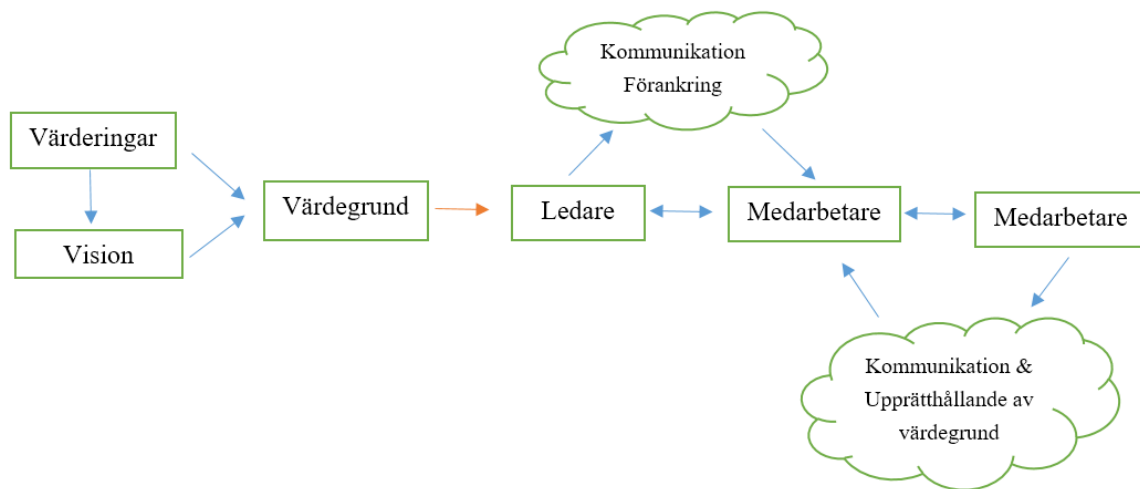 Kommunikation
Förankring
Värderingar
Värdegrund
Ledare
Medarbetare
Medarbetare
Vision
Kommunikation &
Upprätthållande av
värdegrund